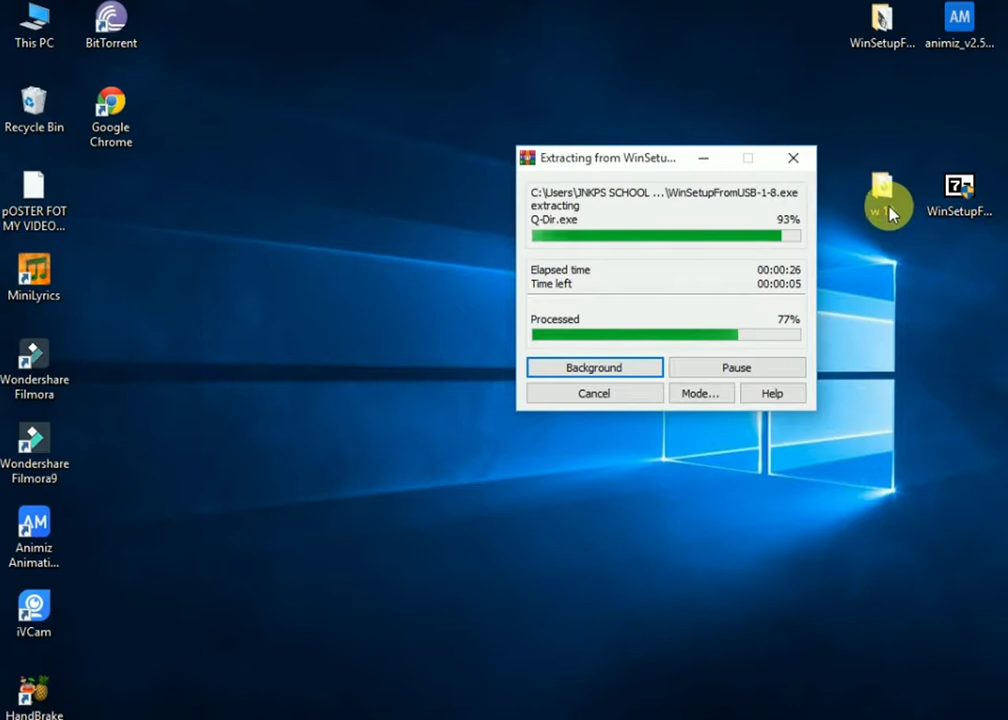 This PC
BitTorrent
WinSetupF...
animiz_v2.5...
AM
Recycle Bin
Google
Chrome
pOSTER FOT
MY VIDEO...
WinSetupF...
MiniLyrics
Wondershare
Filmora
Wondershare
Filmora9
AM
Animiz
Animati...
iVCam
HandBrake
Extracting from WinSetu...
C:\Users\JNKPS SCHOOL ...\WinSetupFromUSB-1-8.exe
extracting
Q-Dir.exe 93%
Elapsed time 00:00:26
Time left 00:00:05
Processed 77%
Background Pause
Cancel Mode... Help